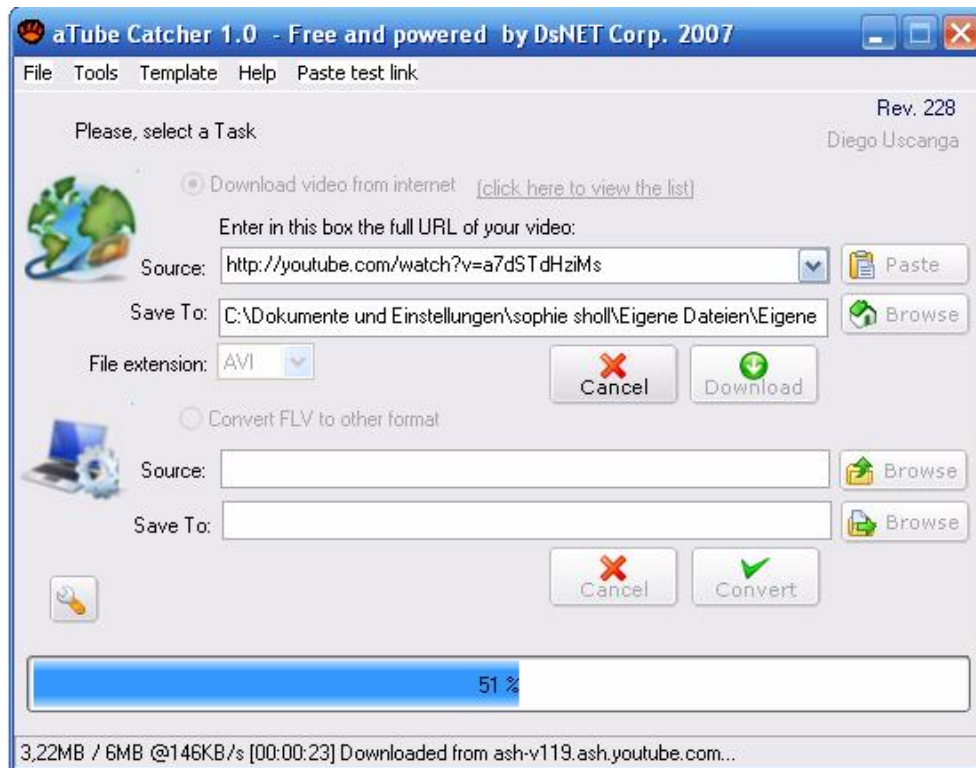 aTube Catcher 1.0 - Free and powered by DsNET Corp. 2007
File Tools Template Help Paste test link
Rev. 228
Please, select a Task
Diego Uscanga
Download video from internet (click here to view the list)
Enter in this box the full URL of your video:
Source: http://youtube.com/watch?v=a7dSTdHziMs Paste
Save To: C:\Dokumente und Einstellungen\sophie sholl\Eigene Dateien\Eigene Browse
File extension: AVI Cancel Download
Convert FLV to other format
Source: Browse
Save To: Browse
Cancel Convert
51 %
3,22MB / 6MB @146KB/s [00:00:23] Downloaded from ash-v119.ash.youtube.com...